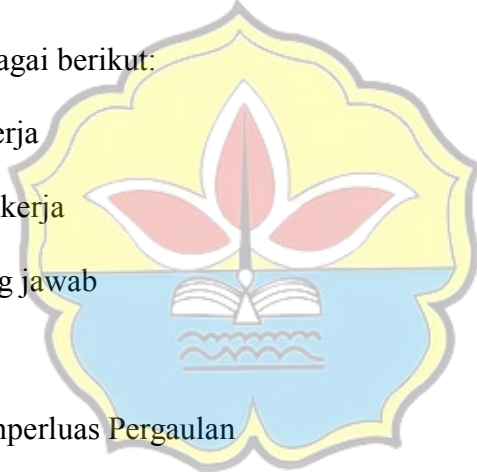 agai berikut:
erja
kerja
g jawab
nperluas Pergaulan